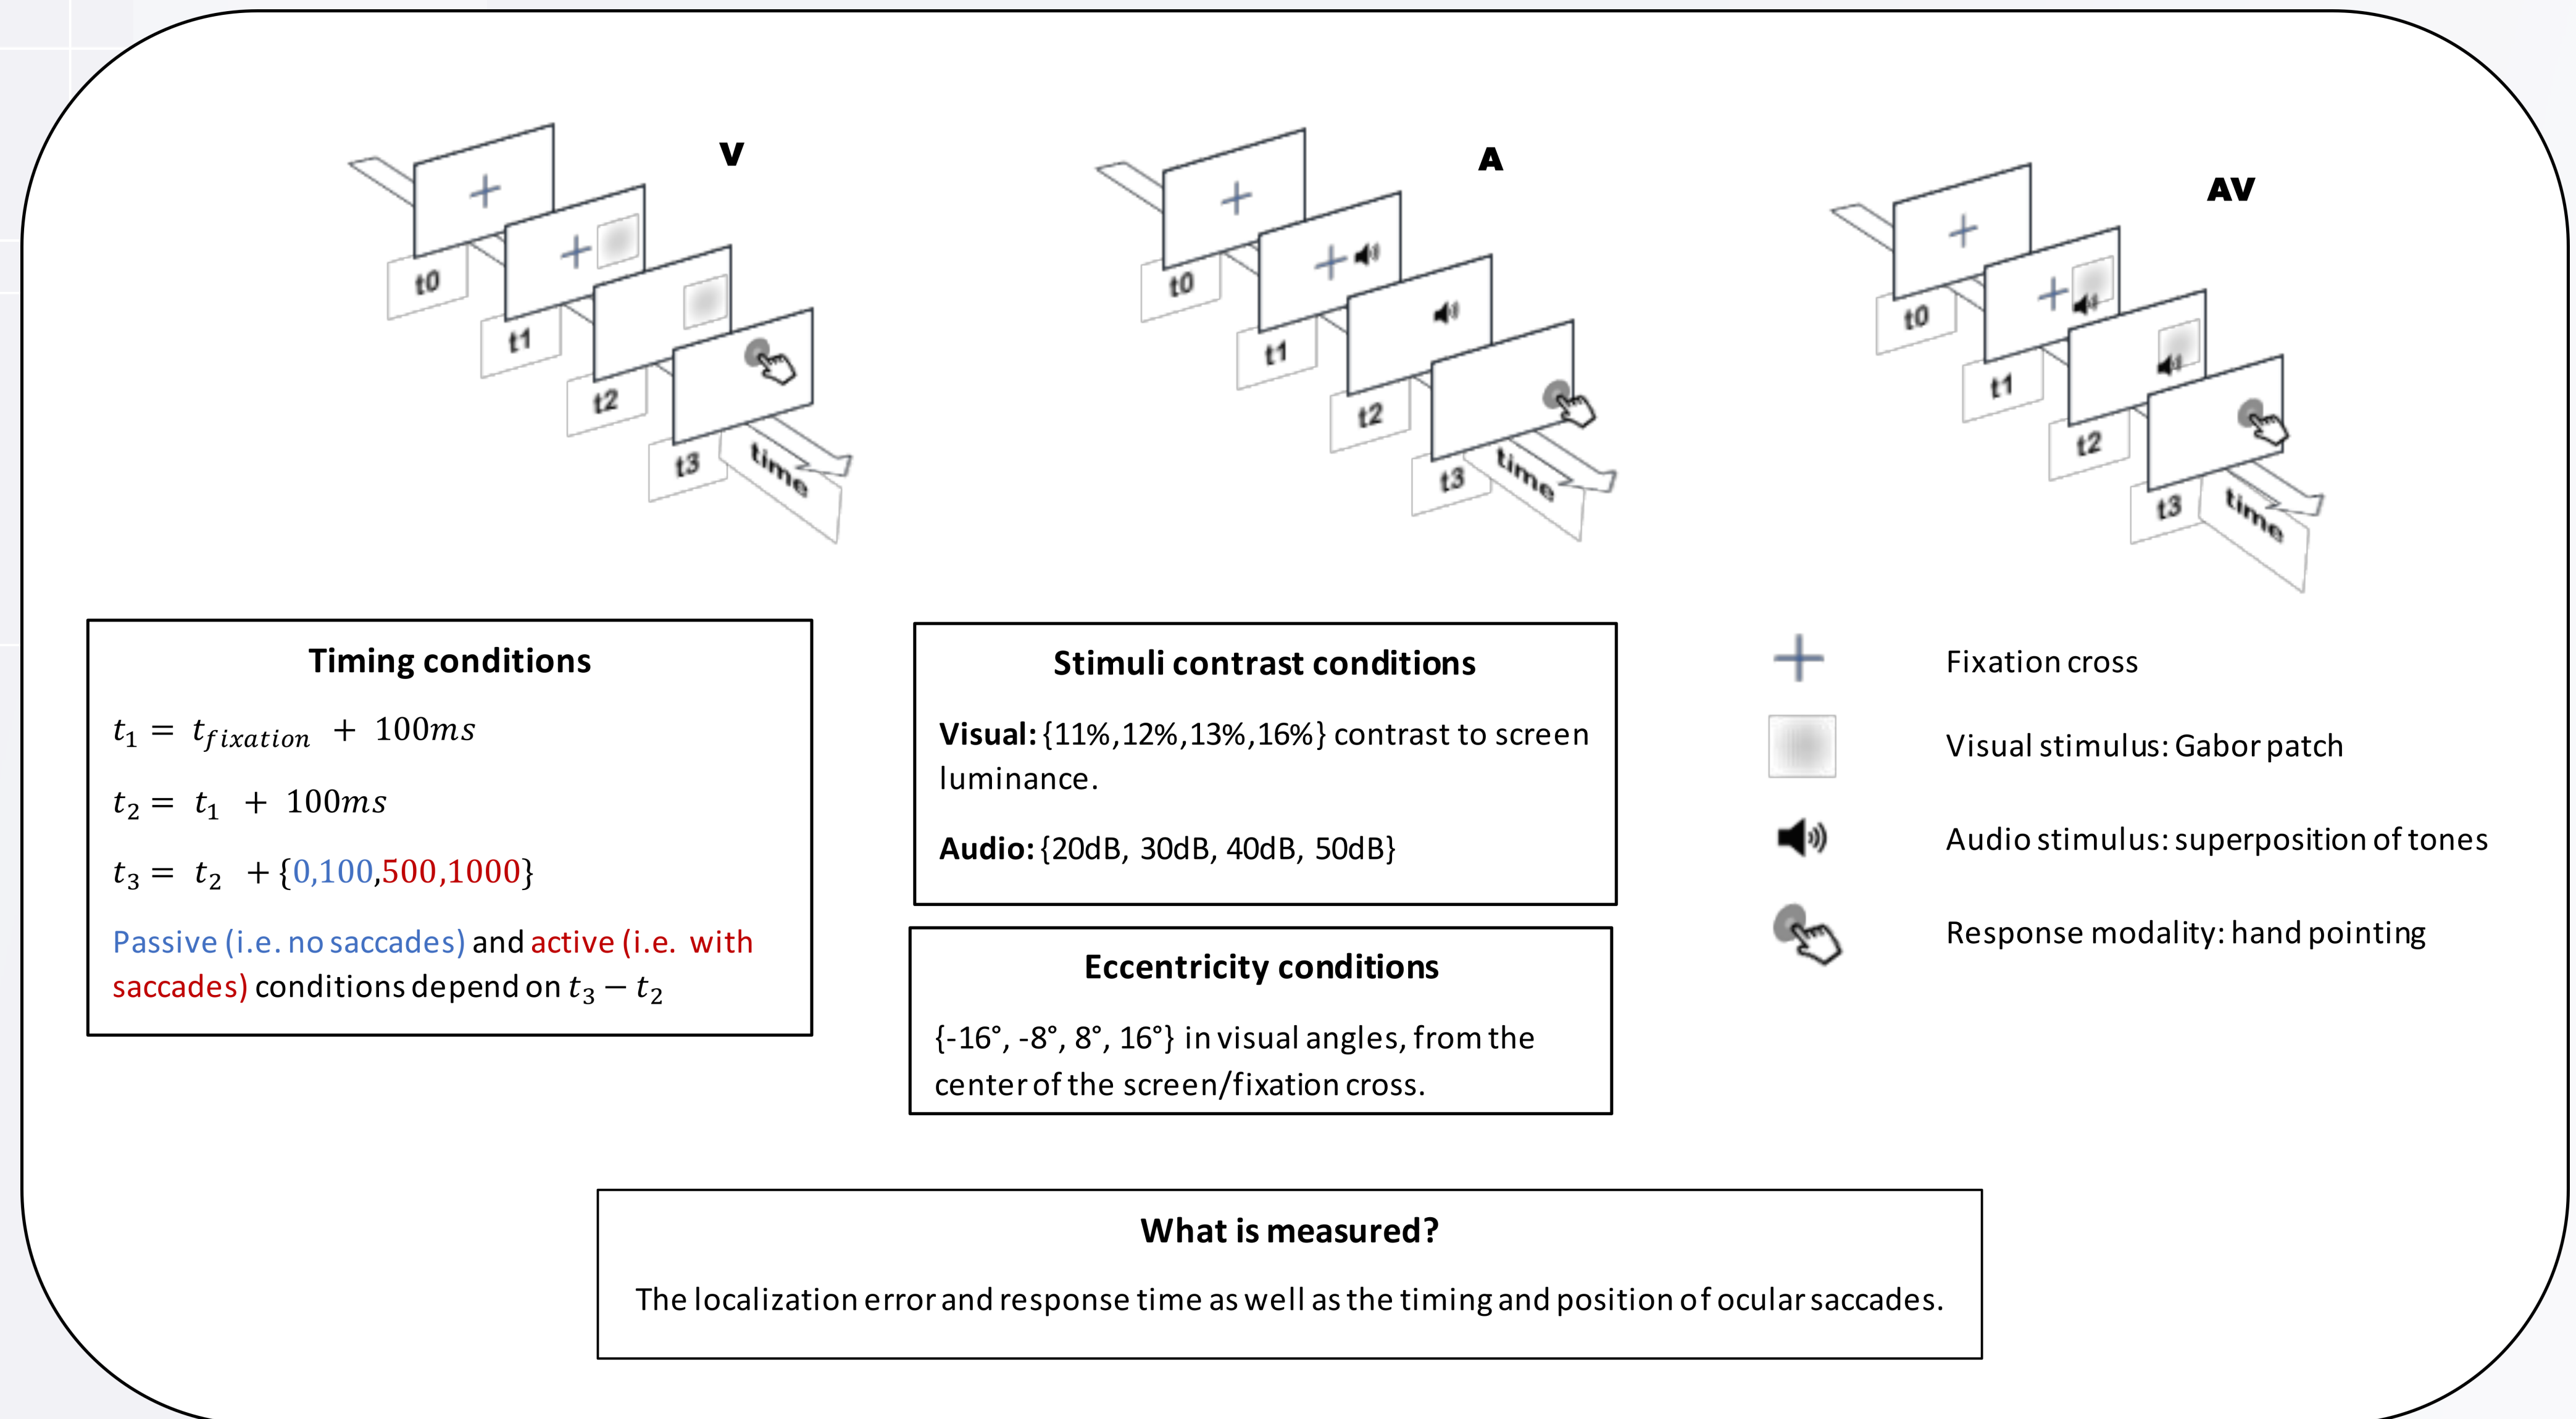 V
t0
t1
t2
t3
time
A
t0
t1
t2
t3
time
AV
t0
t1
t2
t3
time
Timing conditions
t₁ = t_fixation + 100ms
t₂ = t₁ + 100ms
t₃ = t₂ +{0,100,500,1000}
Passive (i.e. no saccades) and active (i.e. with
saccades) conditions depend on t₃ − t₂
Stimuli contrast conditions
Visual: {11%,12%,13%,16%} contrast to screen
luminance.
Audio: {20dB, 30dB, 40dB, 50dB}
Eccentricity conditions
{-16°, -8°, 8°, 16°} in visual angles, from the
center of the screen/fixation cross.
Fixation cross
Visual stimulus: Gabor patch
Audio stimulus: superposition of tones
Response modality: hand pointing
What is measured?
The localization error and response time as well as the timing and position of ocular saccades.